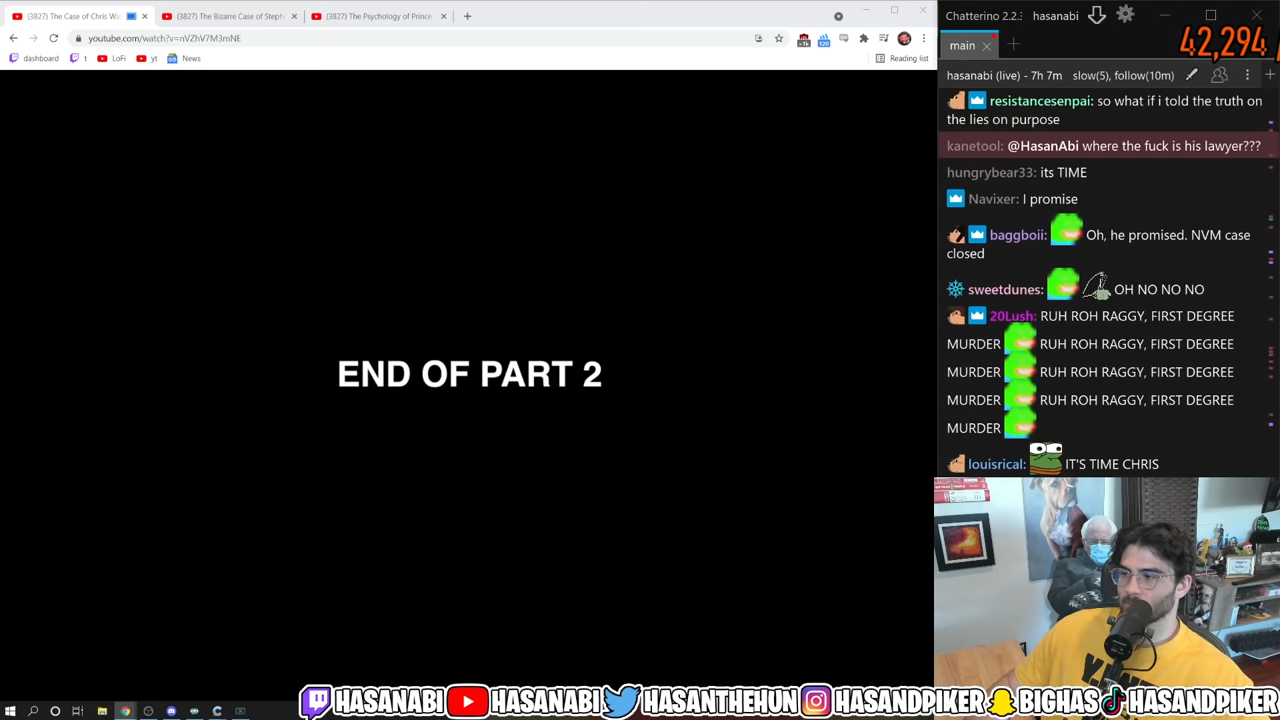 (3827) The Case of Chris Wa
(3827) The Bizarre Case of Steph
(3827) The Psychology of Prince
youtube.com/watch?v=nVZhV7M3mNE
dashboard
t
LoFi
yt
News
Reading list
END OF PART 2
Chatterino 2.2.
hasanabi
main
42,294
hasanabi (live) - 7h 7m
slow(5), follow(10m)
resistancesenpai: so what if i told the truth on
the lies on purpose
kanetool: @HasanAbi where the fuck is his lawyer???
hungrybear33: its TIME
Navixer: I promise
baggboii: Oh, he promised. NVM case
closed
sweetdunes: OH NO NO NO
20Lush: RUH ROH RAGGY, FIRST DEGREE
MURDER RUH ROH RAGGY, FIRST DEGREE
MURDER RUH ROH RAGGY, FIRST DEGREE
MURDER RUH ROH RAGGY, FIRST DEGREE
MURDER
louisrical: IT'S TIME CHRIS
HASANABI
HASANABI
HASANTHEHUN
HASANDPIKER
BIGHAS
HASANDPIKER